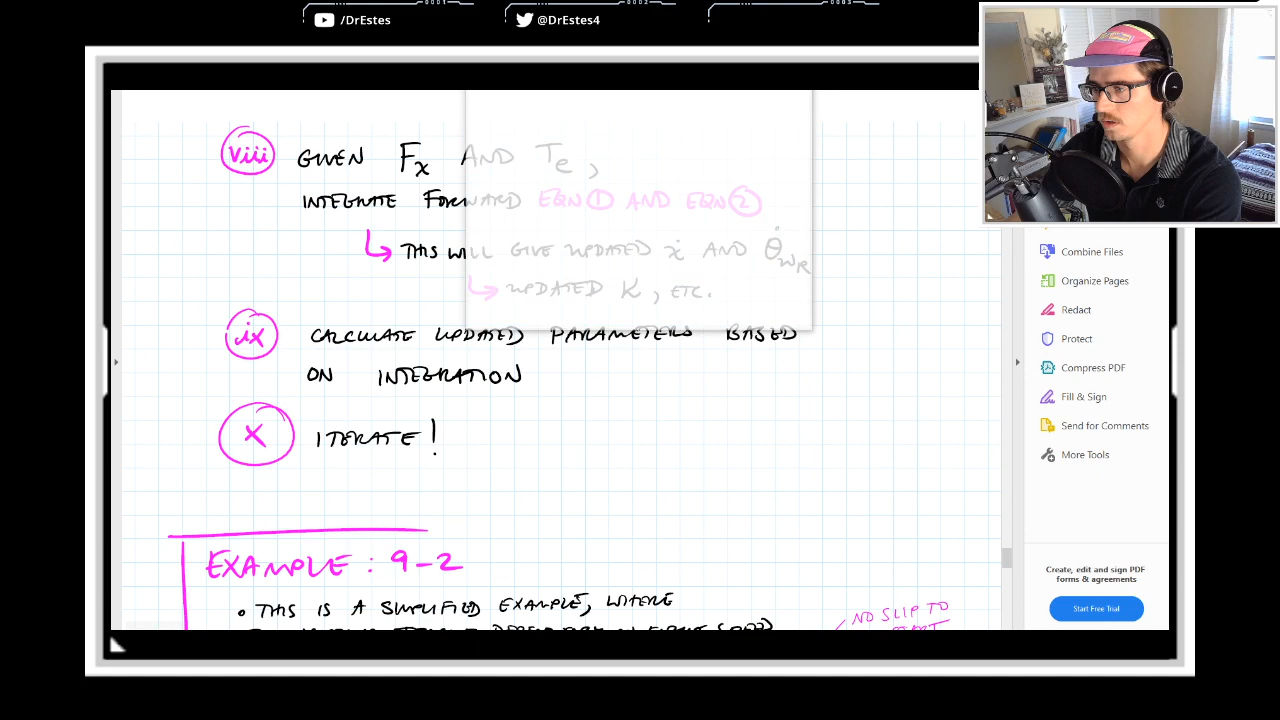 0001 0002 0003
/DrEstes @DrEstes4
viii GIVEN Fx AND Te,
INTEGRATE FORWARD EQN 1 AND EQN 2
THIS WILL GIVE UPDATED ẋ AND θ̇WR
UPDATED K, ETC.
ix CALCULATE UPDATED PARAMETERS BASED
ON INTEGRATION
x ITERATE!
EXAMPLE: 9-2
• THIS IS A SIMPLIFIED EXAMPLE, WHERE
NO SLIP TO
Combine Files
Organize Pages
Redact
Protect
Compress PDF
Fill & Sign
Send for Comments
More Tools
Create, edit and sign PDF
forms & agreements
Start Free Trial